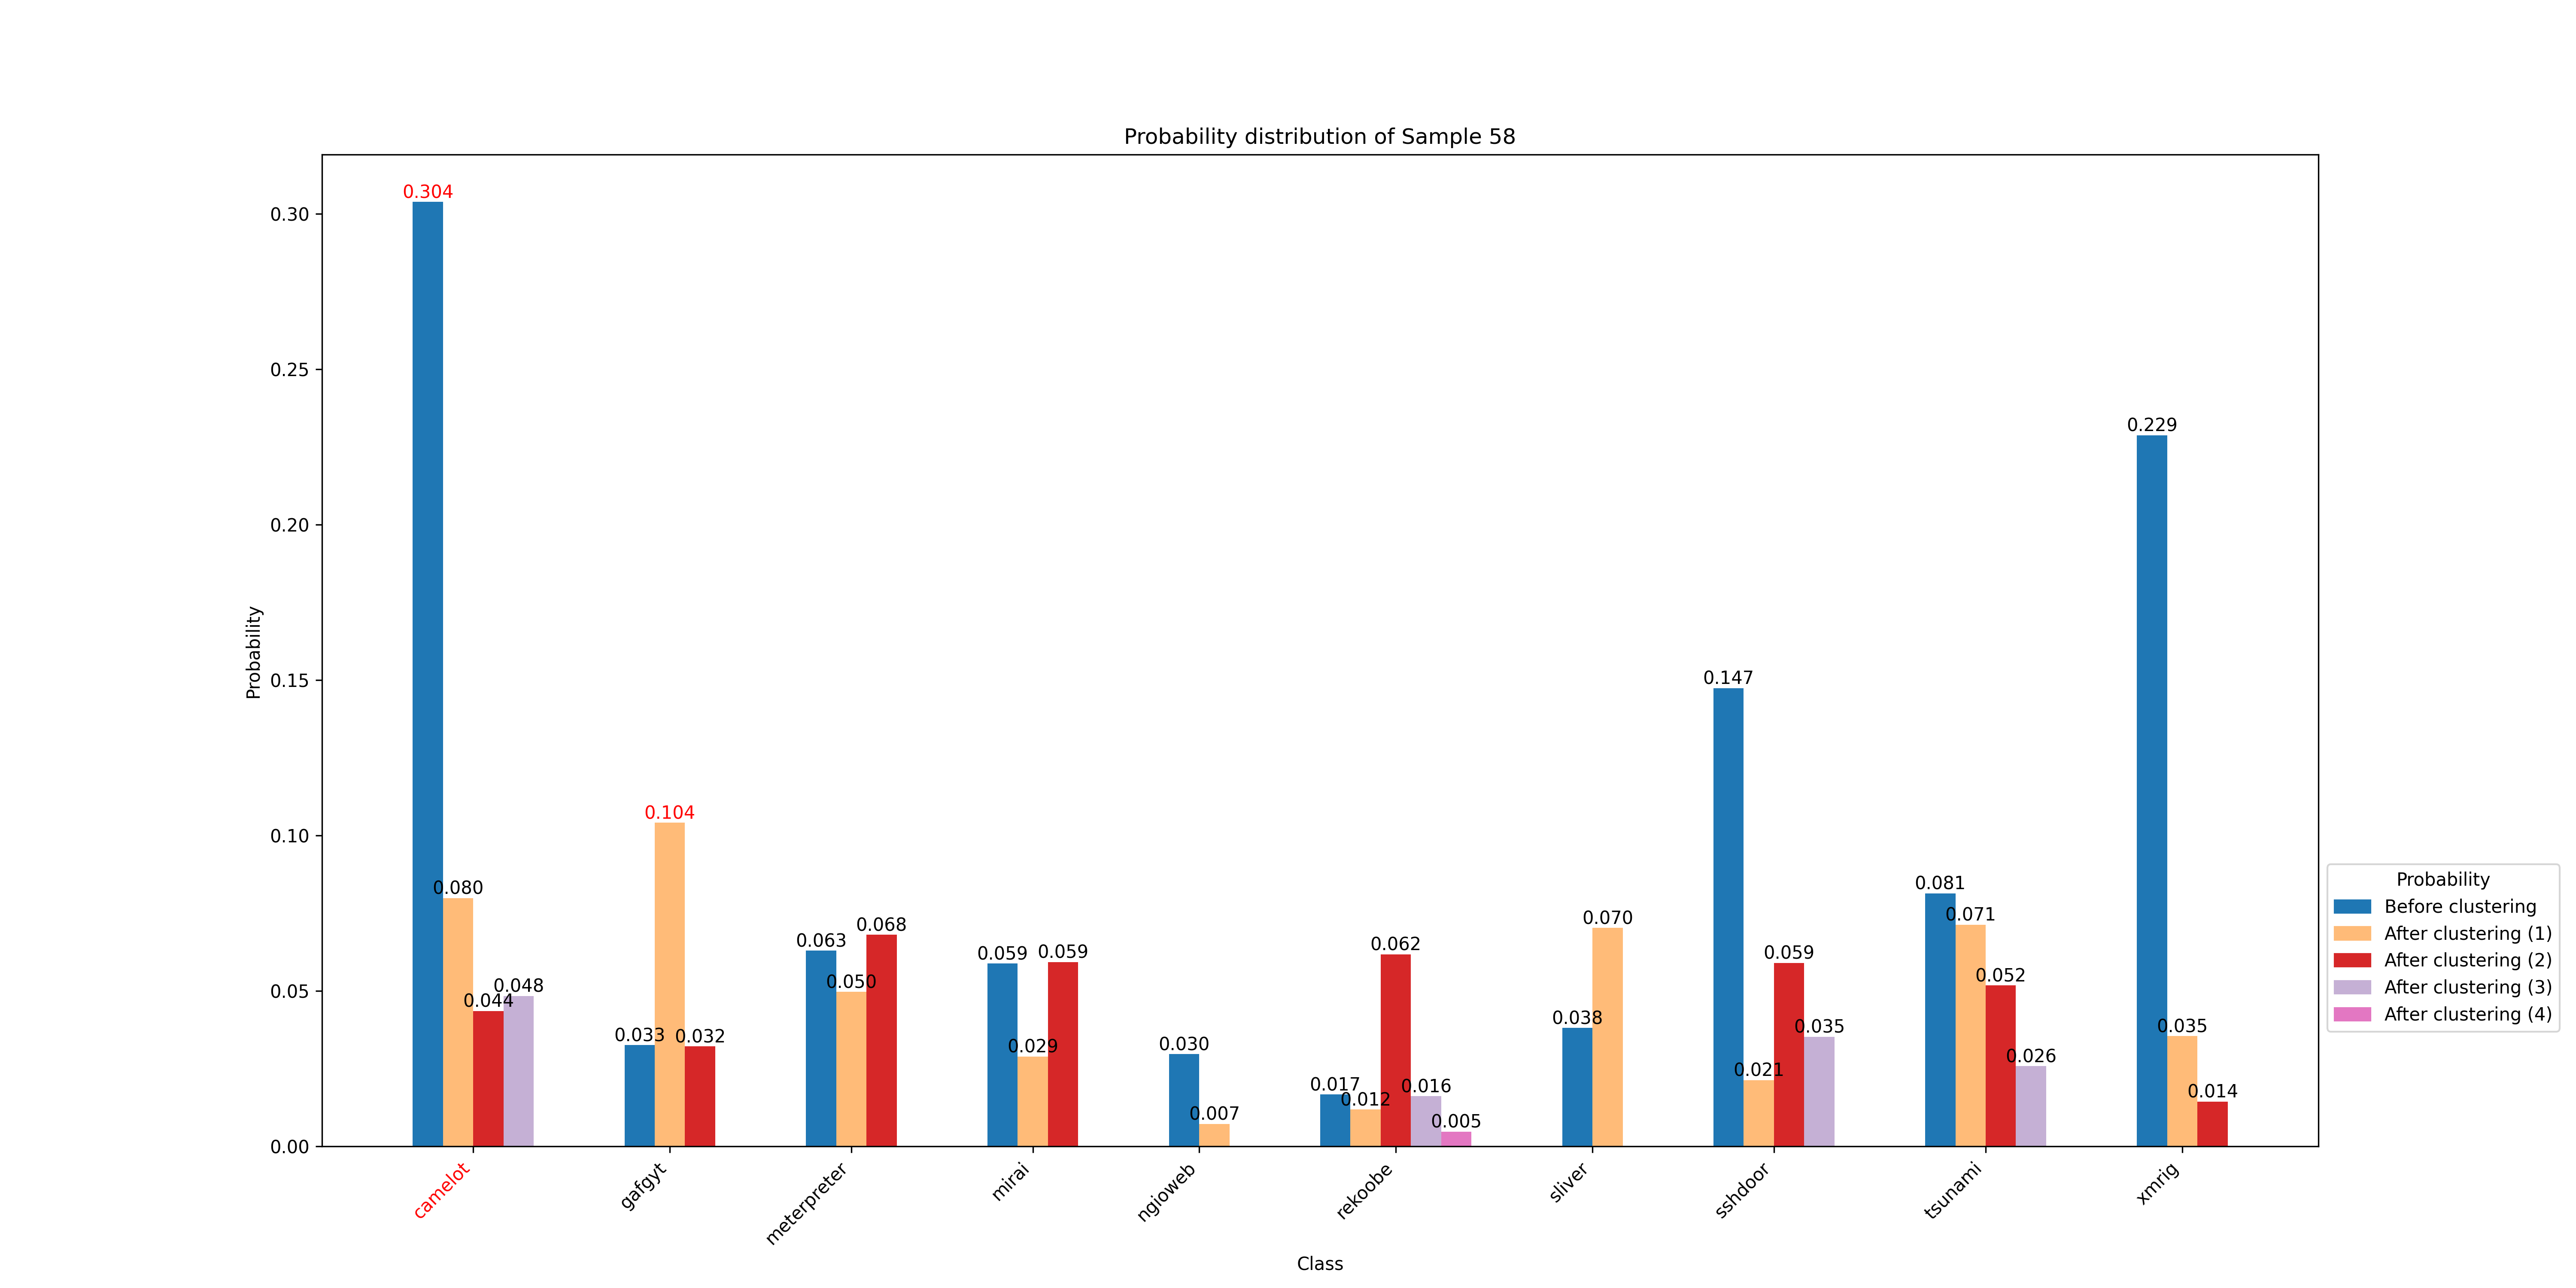 Probability distribution of Sample 58
Probability
0.30
0.25
0.20
0.15
0.10
0.05
0.00
0.304
0.080
0.044
0.048
0.033
0.104
0.032
0.063
0.050
0.068
0.059
0.029
0.059
0.030
0.007
0.017
0.012
0.062
0.016
0.005
0.038
0.070
0.147
0.021
0.059
0.035
0.081
0.071
0.052
0.026
0.229
0.035
0.014
camelot
gafgyt
meterpreter
mirai
ngioweb
rekoobe
sliver
sshdoor
tsunami
xmrig
Class
Probability
Before clustering
After clustering (1)
After clustering (2)
After clustering (3)
After clustering (4)